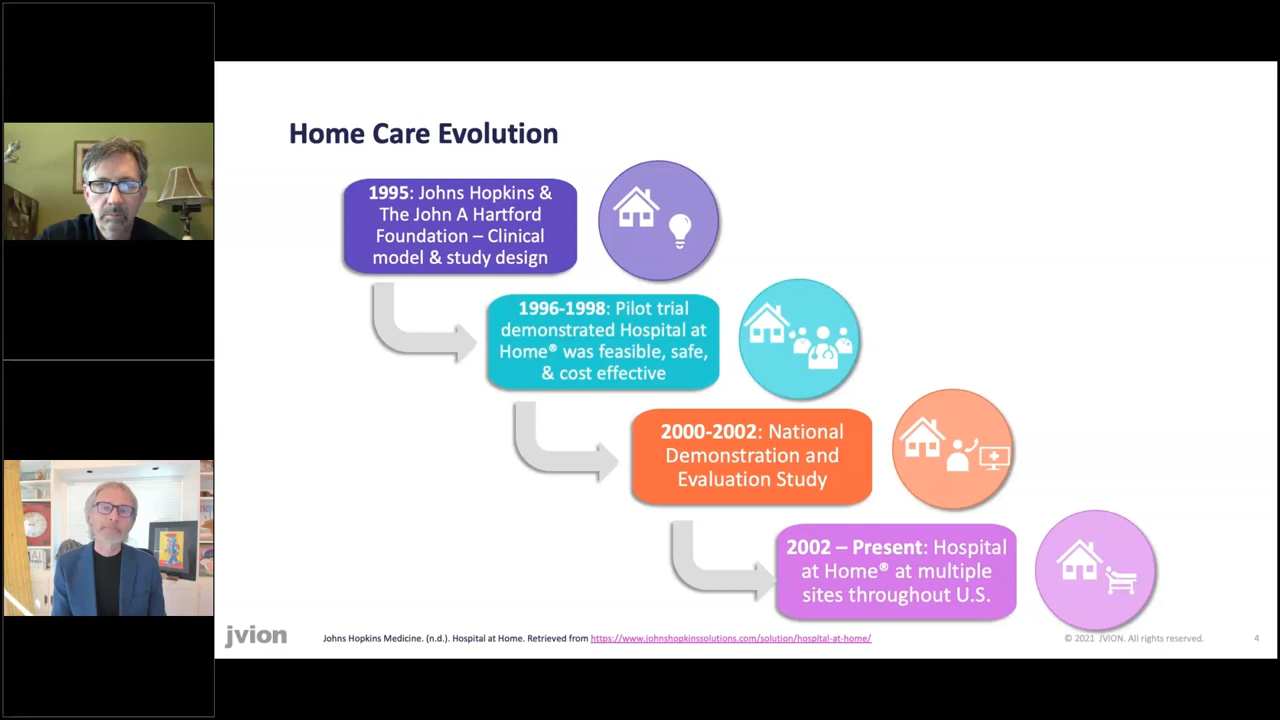 Home Care Evolution
1995: Johns Hopkins &
The John A Hartford
Foundation – Clinical
model & study design
1996-1998: Pilot trial
demonstrated Hospital at
Home® was feasible, safe,
& cost effective
2000-2002: National
Demonstration and
Evaluation Study
2002 – Present: Hospital
at Home® at multiple
sites throughout U.S.
jvion
Johns Hopkins Medicine. (n.d.). Hospital at Home. Retrieved from https://www.johnshopkinssolutions.com/solution/hospital-at-home/
© 2021 JVION. All rights reserved.
4
AI